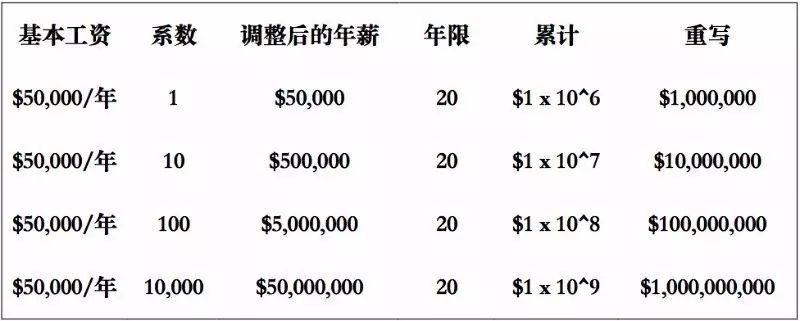 基本工资 系数 调整后的年薪 年限 累计 重写
$50,000/年 1 $50,000 20 $1 x 10^6 $1,000,000
$50,000/年 10 $500,000 20 $1 x 10^7 $10,000,000
$50,000/年 100 $5,000,000 20 $1 x 10^8 $100,000,000
$50,000/年 10,000 $50,000,000 20 $1 x 10^9 $1,000,000,000